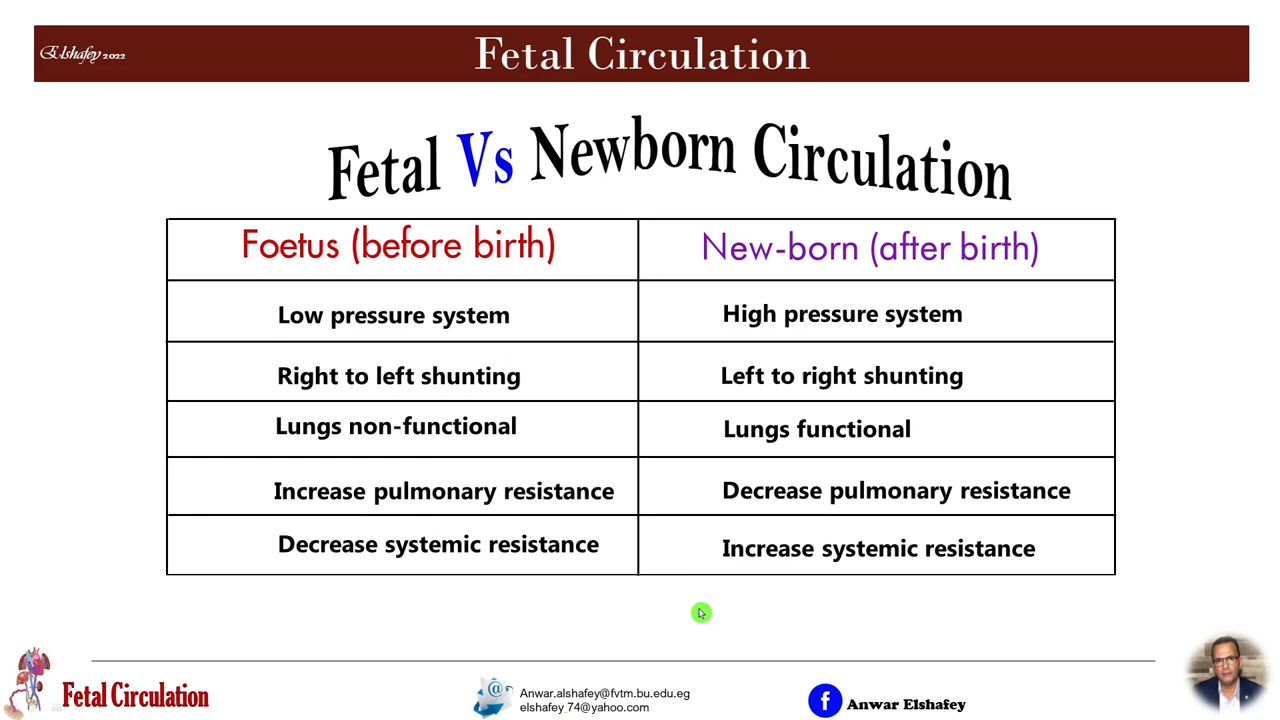 Elshafey 2022
Fetal Circulation
Fetal Vs Newborn Circulation
Foetus (before birth)
New-born (after birth)
Low pressure system
High pressure system
Right to left shunting
Left to right shunting
Lungs non-functional
Lungs functional
Increase pulmonary resistance
Decrease pulmonary resistance
Decrease systemic resistance
Increase systemic resistance
Fetal Circulation
@
Anwar.alshafey@fvtm.bu.edu.eg
elshafey 74@yahoo.com
f
Anwar Elshafey